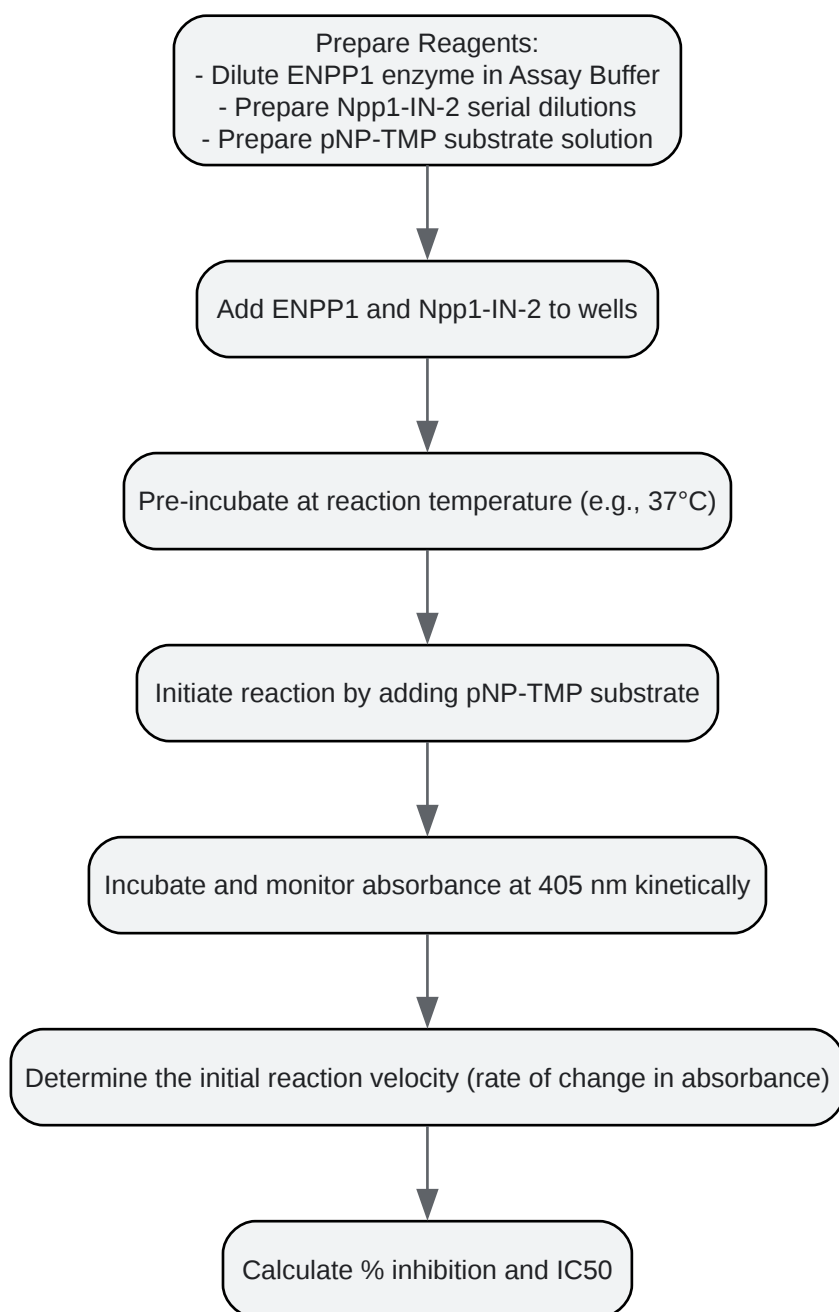 Prepare Reagents:
- Dilute ENPP1 enzyme in Assay Buffer
- Prepare Npp1-IN-2 serial dilutions
- Prepare pNP-TMP substrate solution
Add ENPP1 and Npp1-IN-2 to wells
Pre-incubate at reaction temperature (e.g., 37°C)
Initiate reaction by adding pNP-TMP substrate
Incubate and monitor absorbance at 405 nm kinetically
Determine the initial reaction velocity (rate of change in absorbance)
Calculate % inhibition and IC50